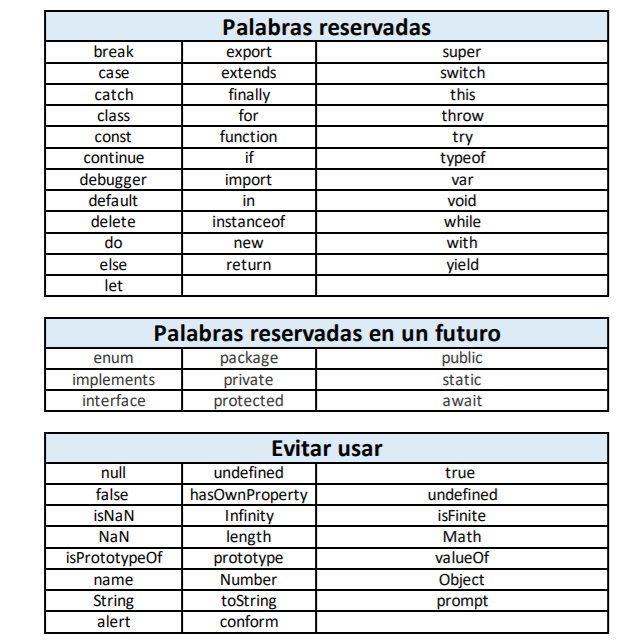 Palabras reservadas
break export super
case extends switch
catch finally this
class for throw
const function try
continue if typeof
debugger import var
default in void
delete instanceof while
do new with
else return yield
let
Palabras reservadas en un futuro
enum package public
implements private static
interface protected await
Evitar usar
null undefined true
false hasOwnProperty undefined
isNaN Infinity isFinite
NaN length Math
isPrototypeOf prototype valueOf
name Number Object
String toString prompt
alert conform